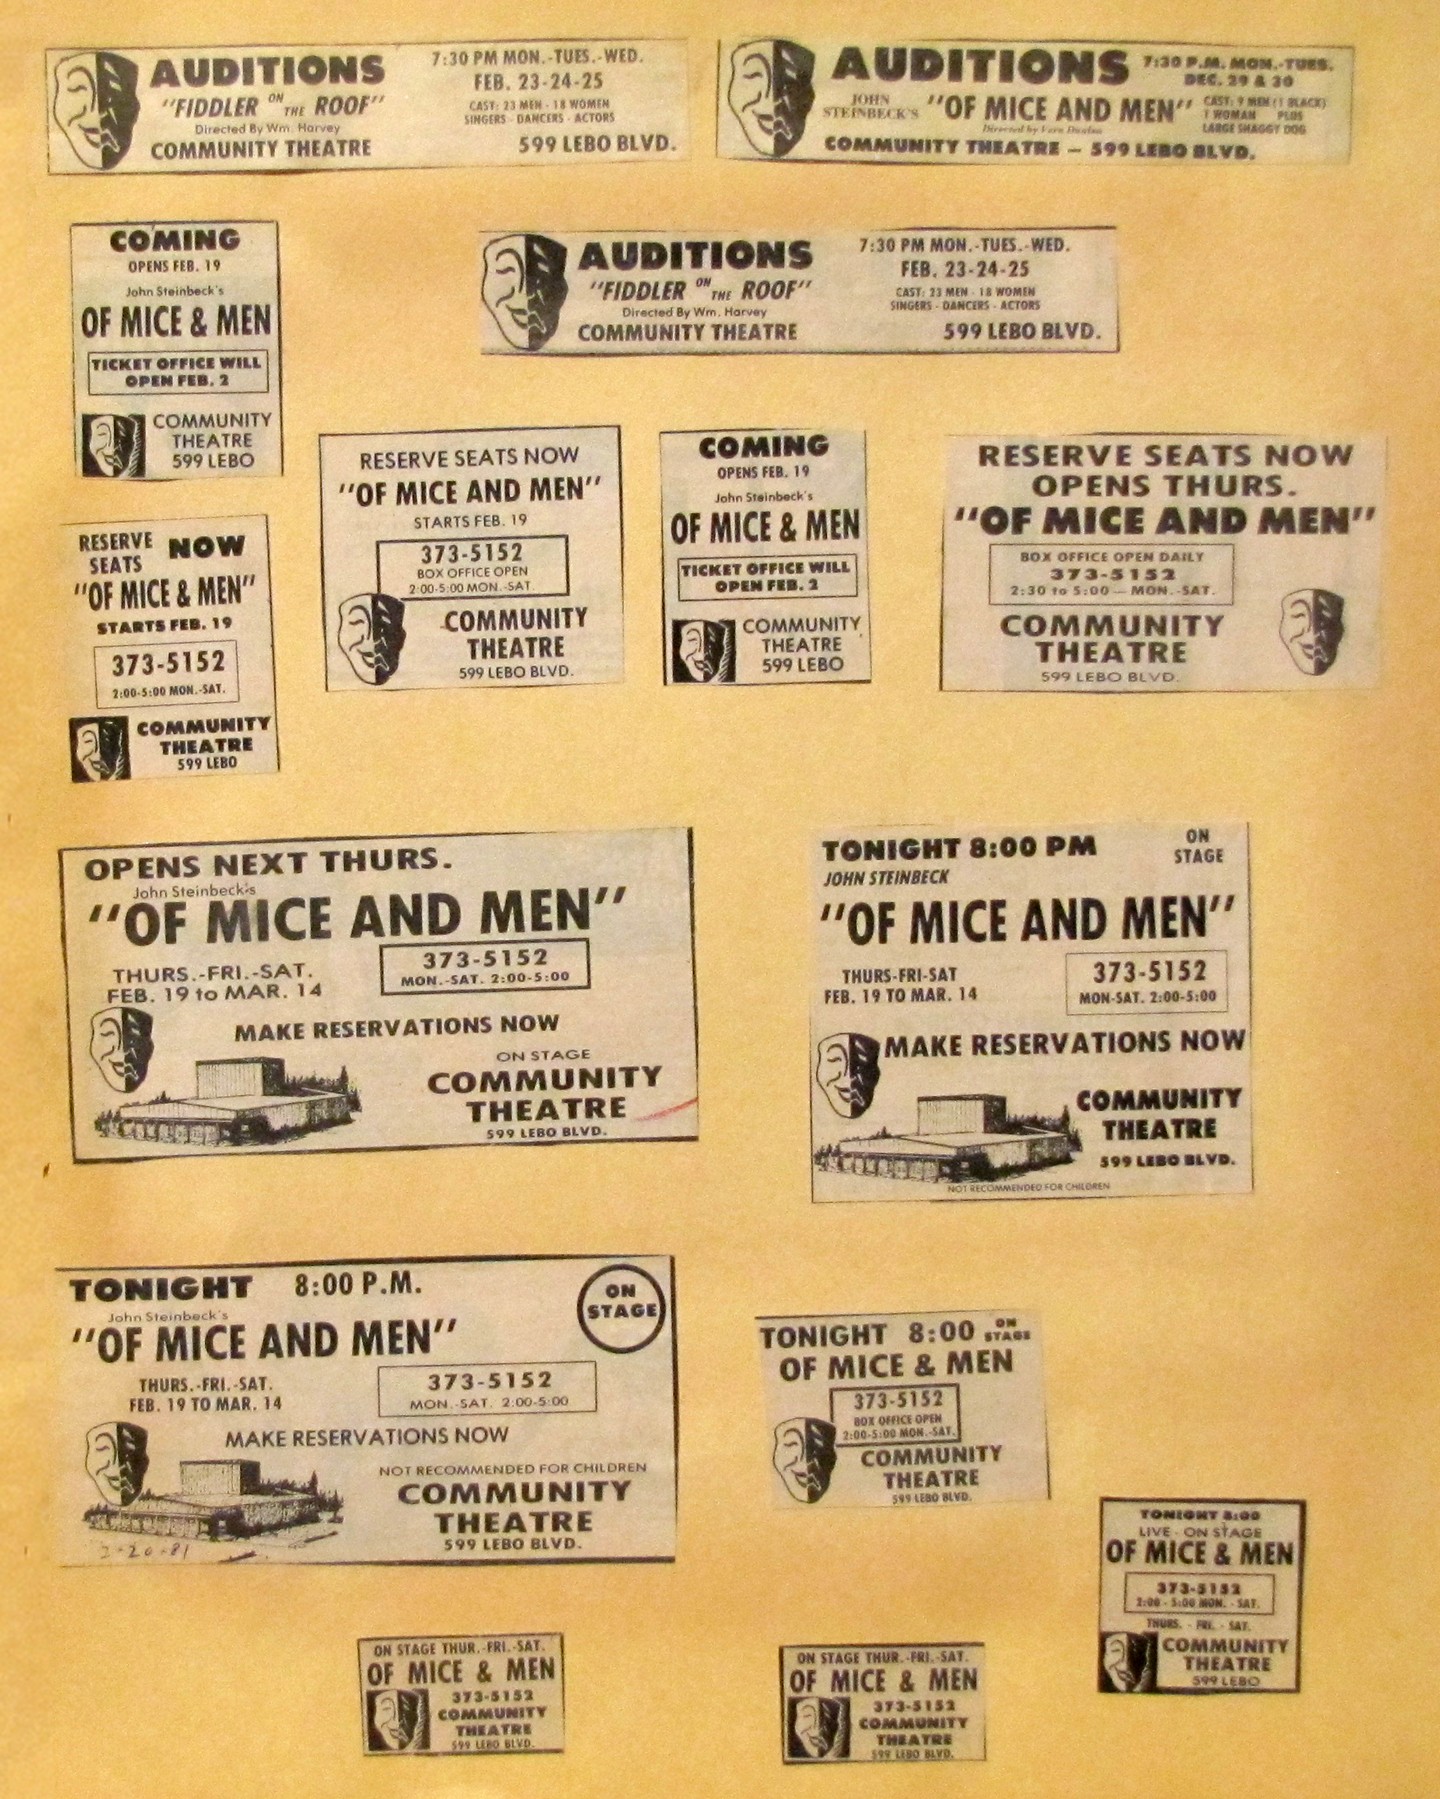 AUDITIONS
"FIDDLER ON THE ROOF"
Directed By Wm. Harvey
COMMUNITY THEATRE
7:30 PM MON.-TUES.-WED.
FEB. 23-24-25
CAST: 23 MEN - 18 WOMEN
SINGERS - DANCERS - ACTORS
599 LEBO BLVD.
AUDITIONS
7:30 P.M. MON.-TUES.
DEC. 29 & 30
JOHN STEINBECK'S "OF MICE AND MEN"
Directed by
CAST: 9 MEN (1 BLACK)
1 WOMAN PLUS
LARGE SHAGGY DOG
COMMUNITY THEATRE — 599 LEBO BLVD.
COMING
OPENS FEB. 19
John Steinbeck's
OF MICE & MEN
TICKET OFFICE WILL
OPEN FEB. 2
COMMUNITY
THEATRE
599 LEBO
AUDITIONS
"FIDDLER ON THE ROOF"
Directed By Wm. Harvey
COMMUNITY THEATRE
7:30 PM MON.-TUES.-WED.
FEB. 23-24-25
CAST: 23 MEN - 18 WOMEN
SINGERS - DANCERS - ACTORS
599 LEBO BLVD.
RESERVE SEATS NOW
"OF MICE & MEN"
STARTS FEB. 19
373-5152
2:00-5:00 MON.-SAT.
COMMUNITY
THEATRE
599 LEBO
RESERVE SEATS NOW
"OF MICE AND MEN"
STARTS FEB. 19
373-5152
BOX OFFICE OPEN
2:00-5:00 MON.-SAT.
COMMUNITY
THEATRE
599 LEBO BLVD.
COMING
OPENS FEB. 19
John Steinbeck's
OF MICE & MEN
TICKET OFFICE WILL
OPEN FEB. 2
COMMUNITY
THEATRE
599 LEBO
RESERVE SEATS NOW
OPENS THURS.
"OF MICE AND MEN"
BOX OFFICE OPEN DAILY
373-5152
2:30 to 5:00 — MON.-SAT.
COMMUNITY
THEATRE
599 LEBO BLVD.
OPENS NEXT THURS.
John Steinbeck's
"OF MICE AND MEN"
THURS.-FRI.-SAT.
FEB. 19 to MAR. 14
373-5152
MON.-SAT. 2:00-5:00
MAKE RESERVATIONS NOW
ON STAGE
COMMUNITY
THEATRE
599 LEBO BLVD.
TONIGHT 8:00 PM
ON
STAGE
JOHN STEINBECK
"OF MICE AND MEN"
THURS-FRI-SAT
FEB. 19 TO MAR. 14
373-5152
MON-SAT. 2:00-5:00
MAKE RESERVATIONS NOW
COMMUNITY
THEATRE
599 LEBO BLVD.
NOT RECOMMENDED FOR CHILDREN
TONIGHT 8:00 P.M.
ON
STAGE
John Steinbeck's
"OF MICE AND MEN"
THURS.-FRI.-SAT.
FEB. 19 TO MAR. 14
373-5152
MON.-SAT. 2:00-5:00
MAKE RESERVATIONS NOW
NOT RECOMMENDED FOR CHILDREN
COMMUNITY
THEATRE
599 LEBO BLVD.
2-20-81
TONIGHT 8:00 ON STAGE
OF MICE & MEN
373-5152
BOX OFFICE OPEN
2:00-5:00 MON.-SAT.
COMMUNITY
THEATRE
599 LEBO BLVD.
TONIGHT 8:00
LIVE - ON STAGE
OF MICE & MEN
373-5152
2:00 - 5:00 MON. - SAT.
THURS. - FRI. - SAT.
COMMUNITY
THEATRE
599 LEBO
ON STAGE THUR.-FRI.-SAT.
OF MICE & MEN
373-5152
COMMUNITY
THEATRE
599 LEBO BLVD.
ON STAGE THUR.-FRI.-SAT.
OF MICE & MEN
373-5152
COMMUNITY
THEATRE
599 LEBO BLVD.